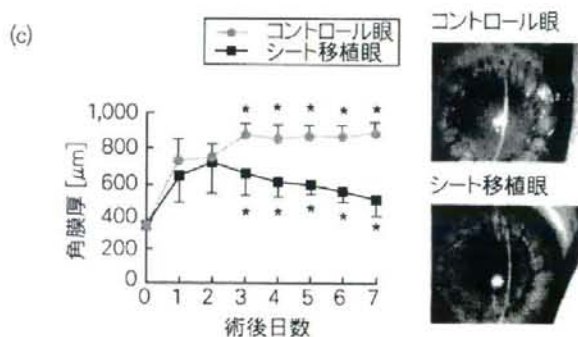 (c)
コントロール眼
シート移植眼
角膜厚 [μm]
1,000
800
600
400
200
0
* * * * *
* * * * *
0 1 2 3 4 5 6 7
術後日数
コントロール眼
シート移植眼